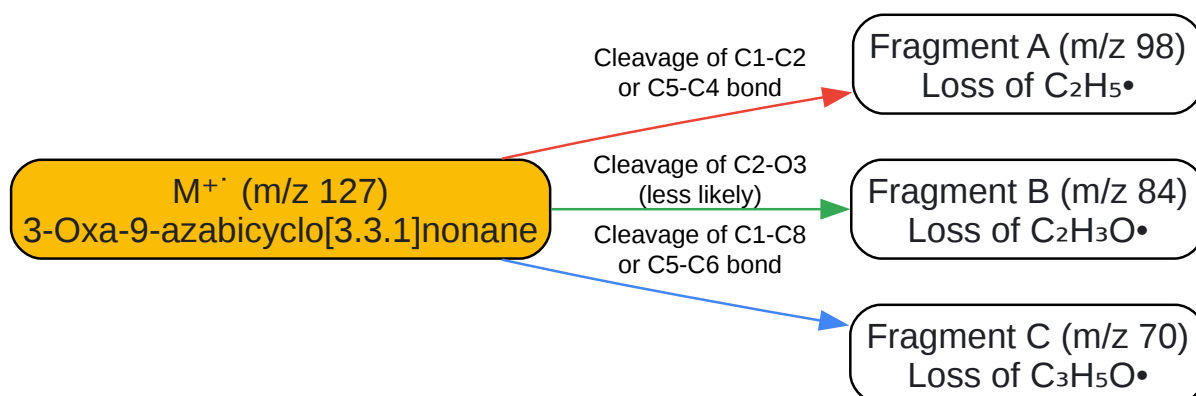 Cleavage of C1-C2
or C5-C4 bond
Fragment A (m/z 98)
Loss of C₂H₅•
M⁺˙ (m/z 127)
3-Oxa-9-azabicyclo[3.3.1]nonane
Cleavage of C2-O3
(less likely)
Fragment B (m/z 84)
Loss of C₂H₃O•
Cleavage of C1-C8
or C5-C6 bond
Fragment C (m/z 70)
Loss of C₃H₅O•